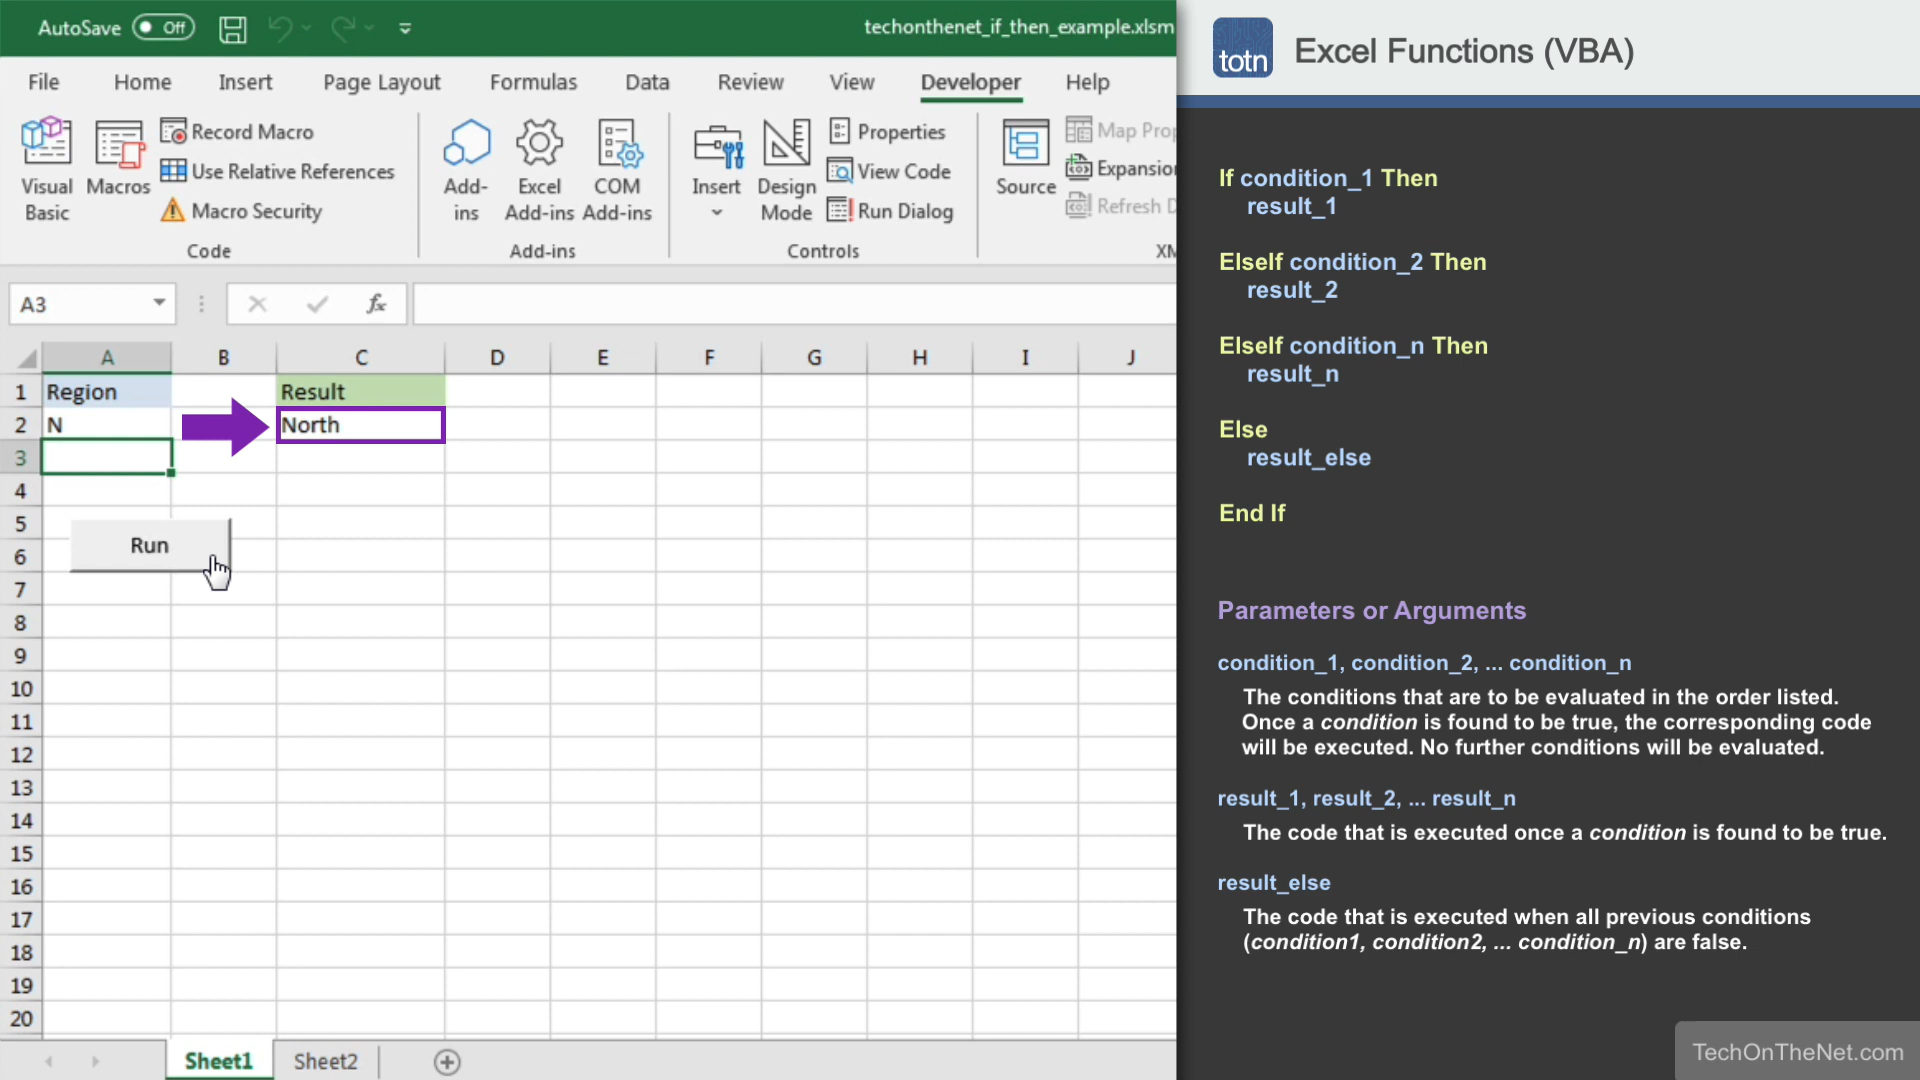 AutoSave Off
techonthenet_if_then_example.xlsm
File Home Insert Page Layout Formulas Data Review View Developer Help
Visual Basic
Macros
Record Macro
Use Relative References
Macro Security
Code
Add-ins
Excel Add-ins
COM Add-ins
Add-ins
Insert
Design Mode
Properties
View Code
Run Dialog
Controls
Source
Map Prop
Expansion
Refresh D
XM
A3
fx
A B C D E F G H I J
1 Region Result
2 N North
3
4
5
6
Run
7
8
9
10
11
12
13
14
15
16
17
18
19
20
Sheet1 Sheet2
totn
Excel Functions (VBA)
If condition_1 Then
result_1
ElseIf condition_2 Then
result_2
ElseIf condition_n Then
result_n
Else
result_else
End If
Parameters or Arguments
condition_1, condition_2, ... condition_n
The conditions that are to be evaluated in the order listed.
Once a condition is found to be true, the corresponding code
will be executed. No further conditions will be evaluated.
result_1, result_2, ... result_n
The code that is executed once a condition is found to be true.
result_else
The code that is executed when all previous conditions
(condition1, condition2, ... condition_n) are false.
TechOnTheNet.com